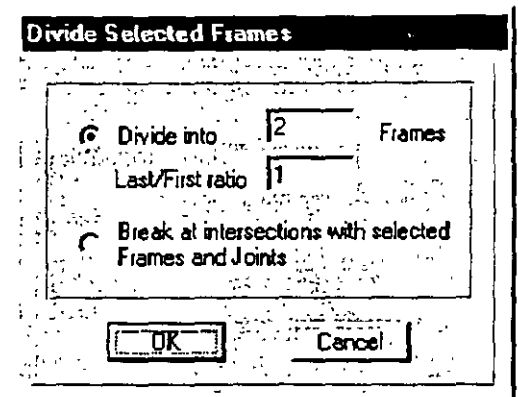 Divide Selected Frames
Divide into 2 Frames
Last/First ratio 1
Break at intersections with selected
Frames and Joints
OK Cancel